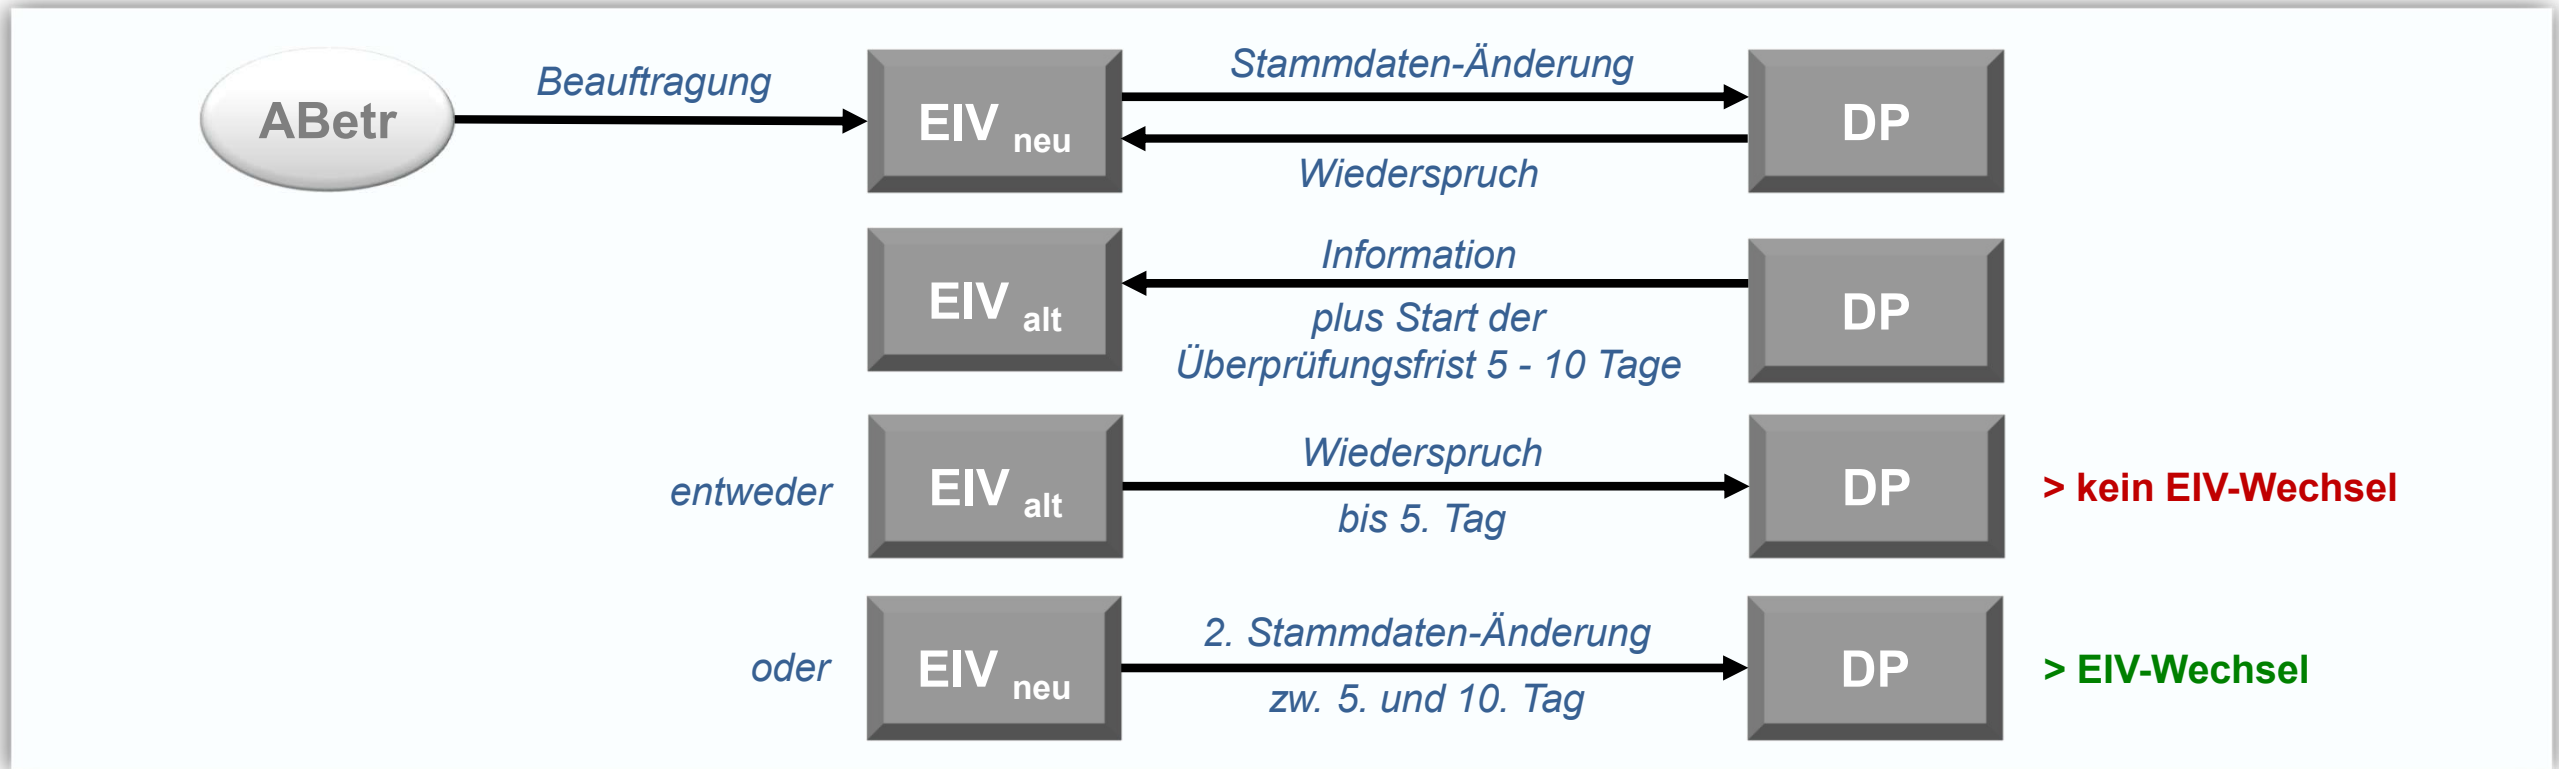 ABetr
Beauftragung
EIV neu
Stammdaten-Änderung
Wiederspruch
DP
EIV alt
Information
plus Start der
Überprüfungsfrist 5 - 10 Tage
DP
entweder
EIV alt
Wiederspruch
bis 5. Tag
DP
> kein EIV-Wechsel
oder
EIV neu
2. Stammdaten-Änderung
zw. 5. und 10. Tag
DP
> EIV-Wechsel